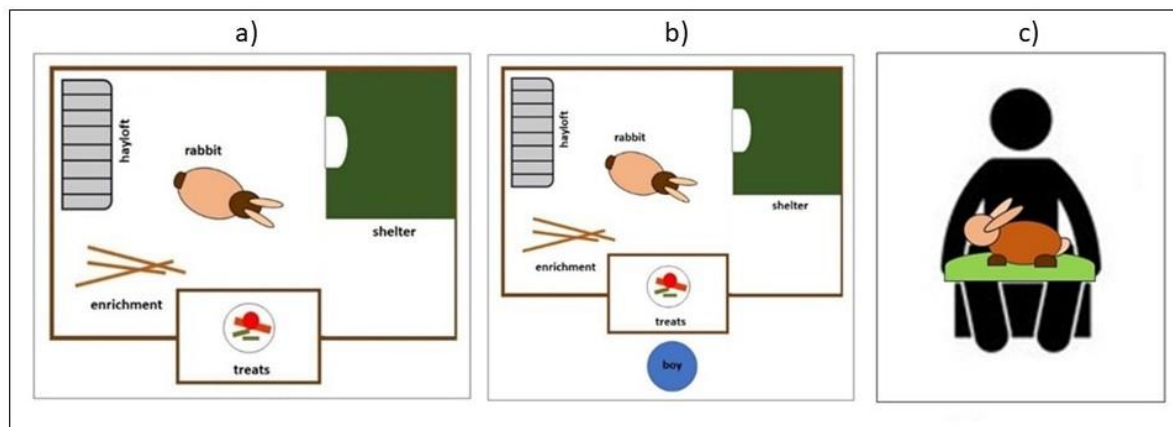 a)
hayloft
rabbit
shelter
enrichment
treats
b)
hayloft
rabbit
shelter
enrichment
treats
boy
c)